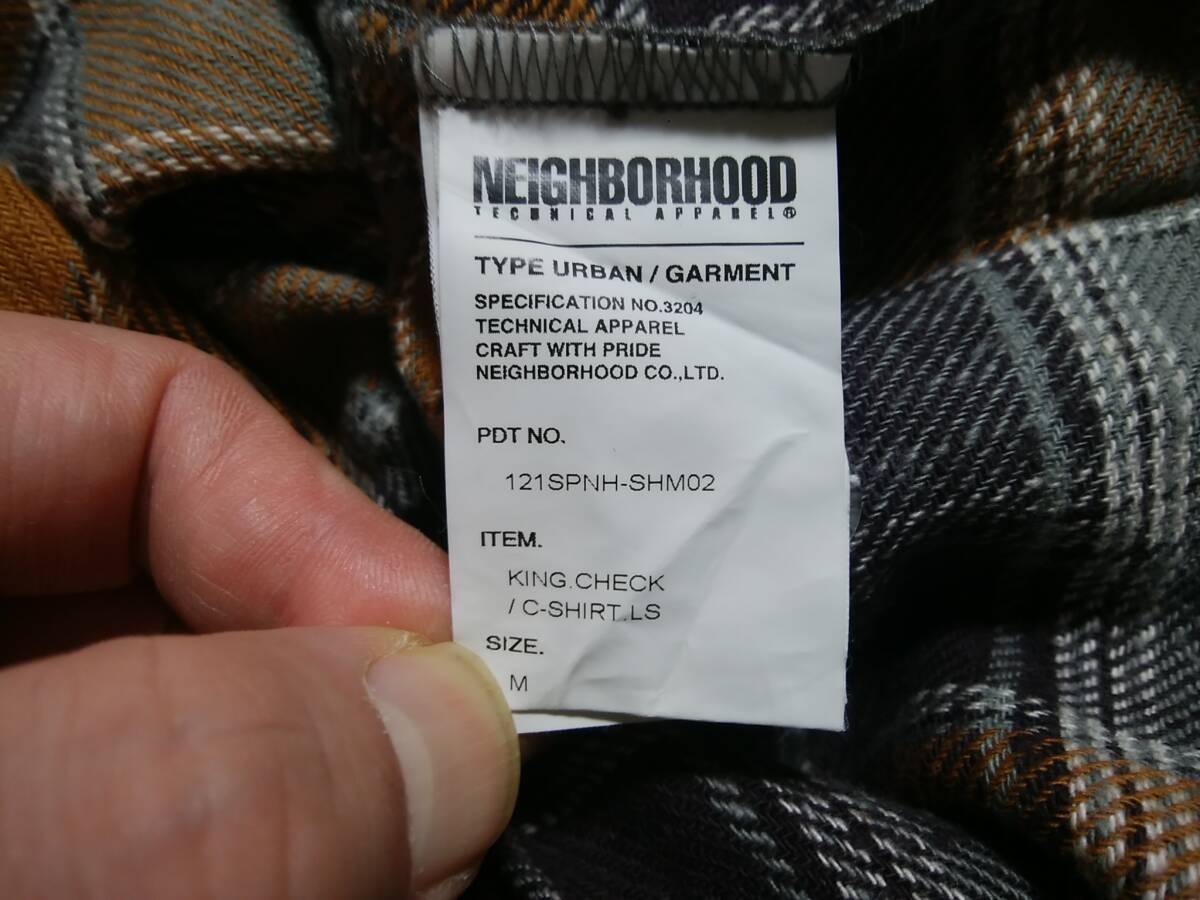 NEIGHBORHOOD
TECHNICAL APPAREL®
TYPE URBAN / GARMENT
SPECIFICATION NO.3204
TECHNICAL APPAREL
CRAFT WITH PRIDE
NEIGHBORHOOD CO.,LTD.
PDT NO.
121SPNH-SHM02
ITEM.
KING.CHECK
/ C-SHIRT.LS
SIZE.
M